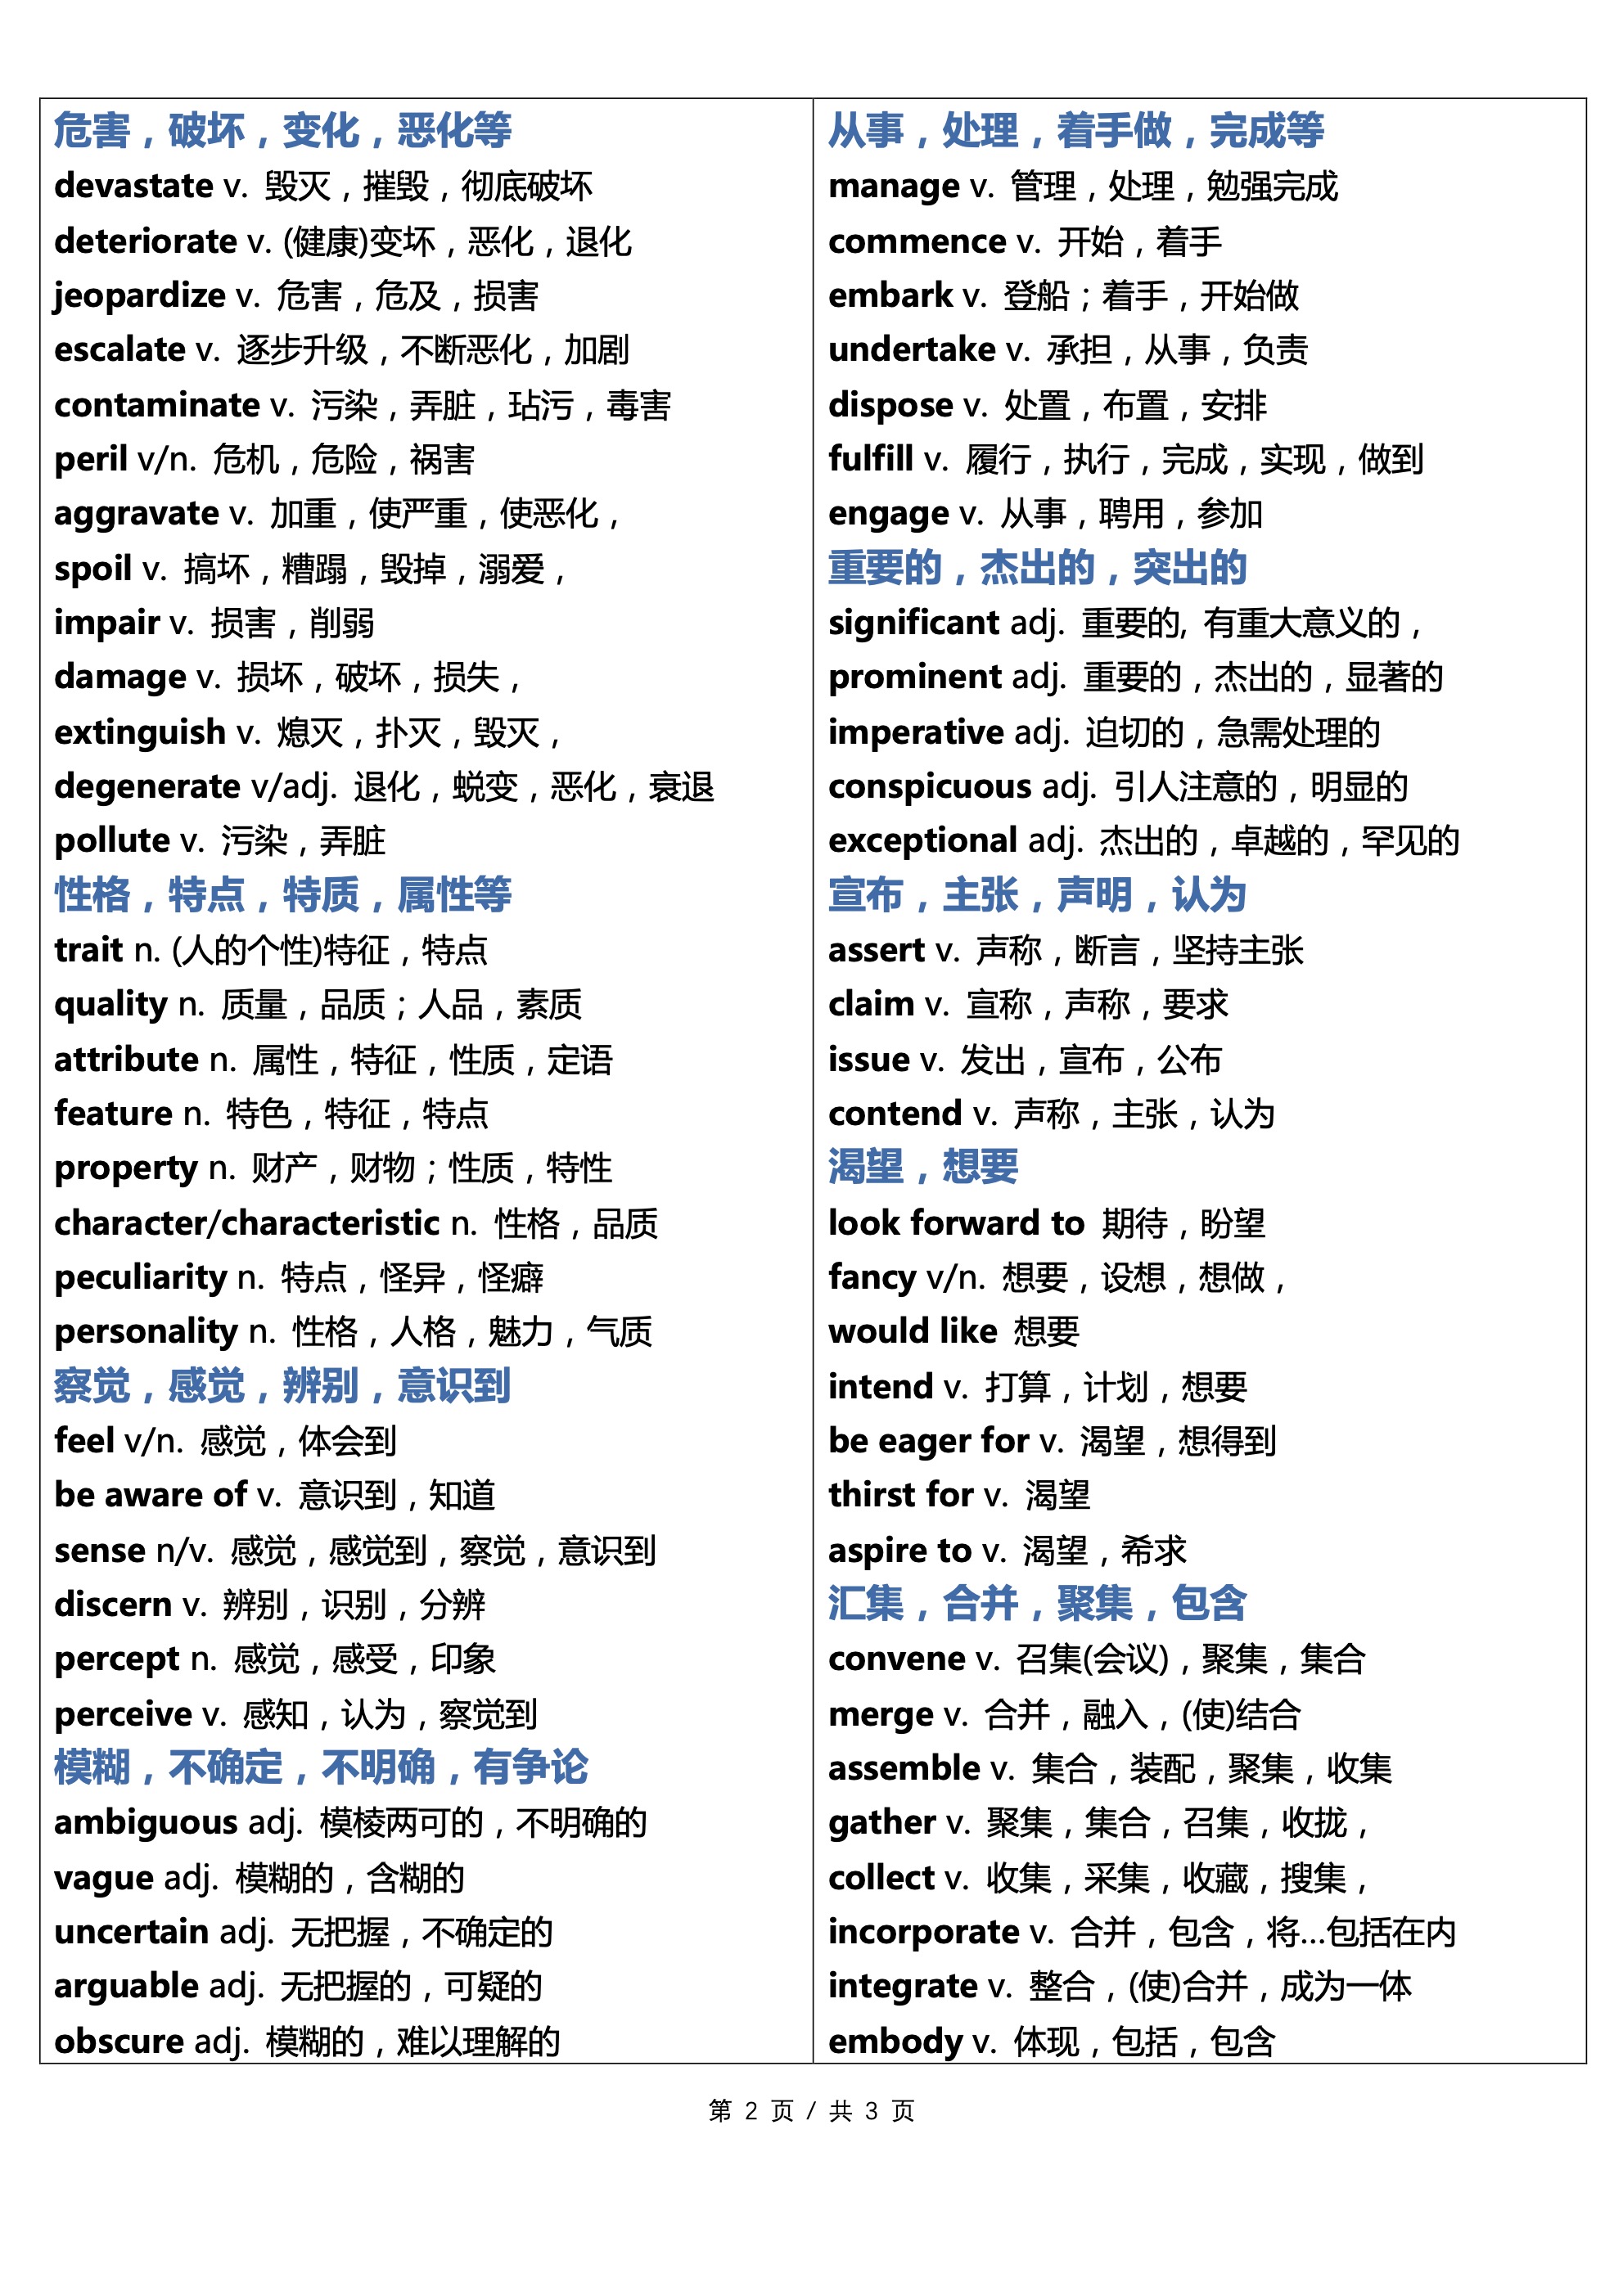 危害，破坏，变化，恶化等
devastate v. 毁灭，摧毁，彻底破坏
deteriorate v. (健康)变坏，恶化，退化
jeopardize v. 危害，危及，损害
escalate v. 逐步升级，不断恶化，加剧
contaminate v. 污染，弄脏，玷污，毒害
peril v/n. 危机，危险，祸害
aggravate v. 加重，使严重，使恶化，
spoil v. 搞坏，糟蹋，毁掉，溺爱，
impair v. 损害，削弱
damage v. 损坏，破坏，损失，
extinguish v. 熄灭，扑灭，毁灭，
degenerate v/adj. 退化，蜕变，恶化，衰退
pollute v. 污染，弄脏
性格，特点，特质，属性等
trait n. (人的个性)特征，特点
quality n. 质量，品质；人品，素质
attribute n. 属性，特征，性质，定语
feature n. 特色，特征，特点
property n. 财产，财物；性质，特性
character/characteristic n. 性格，品质
peculiarity n. 特点，怪异，怪癖
personality n. 性格，人格，魅力，气质
察觉，感觉，辨别，意识到
feel v/n. 感觉，体会到
be aware of v. 意识到，知道
sense n/v. 感觉，感觉到，察觉，意识到
discern v. 辨别，识别，分辨
percept n. 感觉，感受，印象
perceive v. 感知，认为，察觉到
模糊，不确定，不明确，有争论
ambiguous adj. 模棱两可的，不明确的
vague adj. 模糊的，含糊的
uncertain adj. 无把握，不确定的
arguable adj. 无把握的，可疑的
obscure adj. 模糊的，难以理解的
从事，处理，着手做，完成等
manage v. 管理，处理，勉强完成
commence v. 开始，着手
embark v. 登船；着手，开始做
undertake v. 承担，从事，负责
dispose v. 处置，布置，安排
fulfill v. 履行，执行，完成，实现，做到
engage v. 从事，聘用，参加
重要的，杰出的，突出的
significant adj. 重要的, 有重大意义的，
prominent adj. 重要的，杰出的，显著的
imperative adj. 迫切的，急需处理的
conspicuous adj. 引人注意的，明显的
exceptional adj. 杰出的，卓越的，罕见的
宣布，主张，声明，认为
assert v. 声称，断言，坚持主张
claim v. 宣称，声称，要求
issue v. 发出，宣布，公布
contend v. 声称，主张，认为
渴望，想要
look forward to 期待，盼望
fancy v/n. 想要，设想，想做，
would like 想要
intend v. 打算，计划，想要
be eager for v. 渴望，想得到
thirst for v. 渴望
aspire to v. 渴望，希求
汇集，合并，聚集，包含
convene v. 召集(会议)，聚集，集合
merge v. 合并，融入，(使)结合
assemble v. 集合，装配，聚集，收集
gather v. 聚集，集合，召集，收拢，
collect v. 收集，采集，收藏，搜集，
incorporate v. 合并，包含，将...包括在内
integrate v. 整合，(使)合并，成为一体
embody v. 体现，包括，包含
第 2 页 / 共 3 页